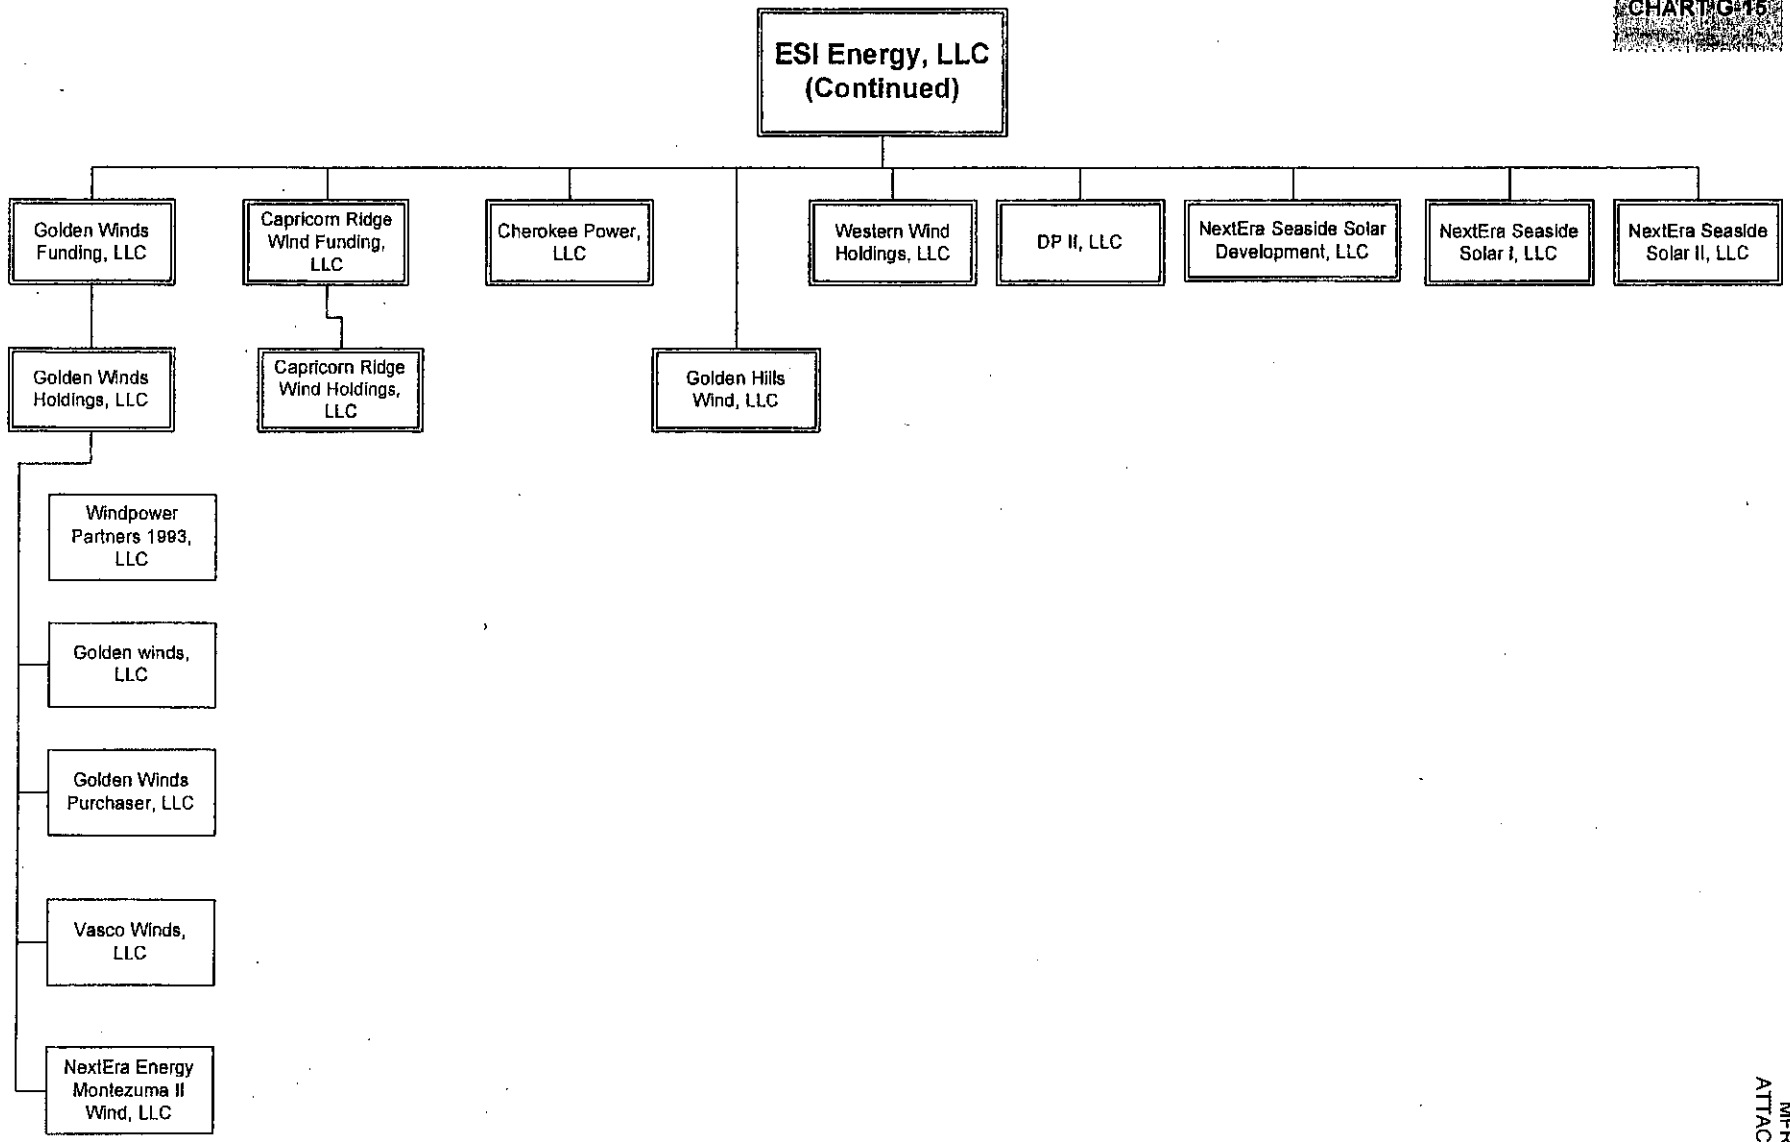 CHART G-15
ESI Energy, LLC
(Continued)
Golden Winds
Funding, LLC
Capricorn Ridge
Wind Funding,
LLC
Cherokee Power,
LLC
Western Wind
Holdings, LLC
DP II, LLC
NextEra Seaside Solar
Development, LLC
NextEra Seaside
Solar I, LLC
NextEra Seaside
Solar II, LLC
Golden Winds
Holdings, LLC
Capricorn Ridge
Wind Holdings,
LLC
Golden Hills
Wind, LLC
Windpower
Partners 1993,
LLC
Golden winds,
LLC
Golden Winds
Purchaser, LLC
Vasco Winds,
LLC
NextEra Energy
Montezuma II
Wind, LLC